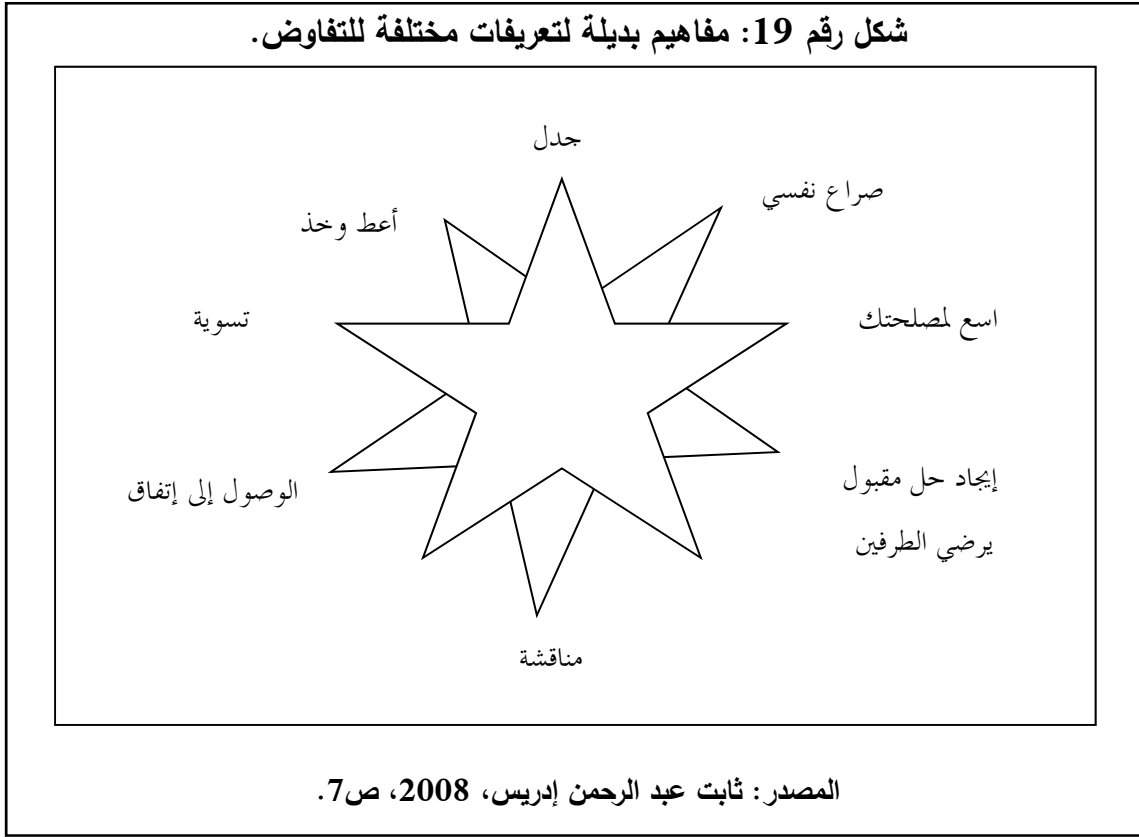 شكل رقم 19: مفاهيم بديلة لتعريفات مختلفة للتفاوض.
جدل
صراع نفسي
أعط وخذ
اسع لمصلحتك
تسوية
إيجاد حل مقبول
يرضي الطرفين
الوصول إلى إتفاق
مناقشة
المصدر: ثابت عبد الرحمن إدريس، 2008، ص7.